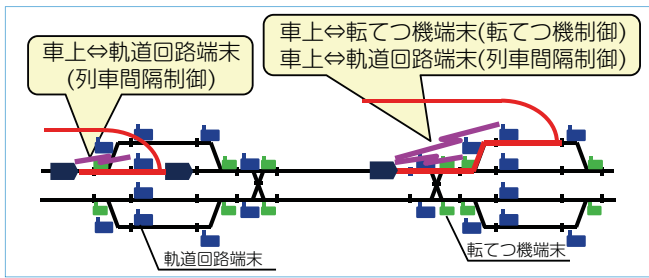 車上⇔軌道回路端末
(列車間隔制御)
車上⇔転てつ機端末(転てつ機制御)
車上⇔軌道回路端末(列車間隔制御)
軌道回路端末
転てつ機端末